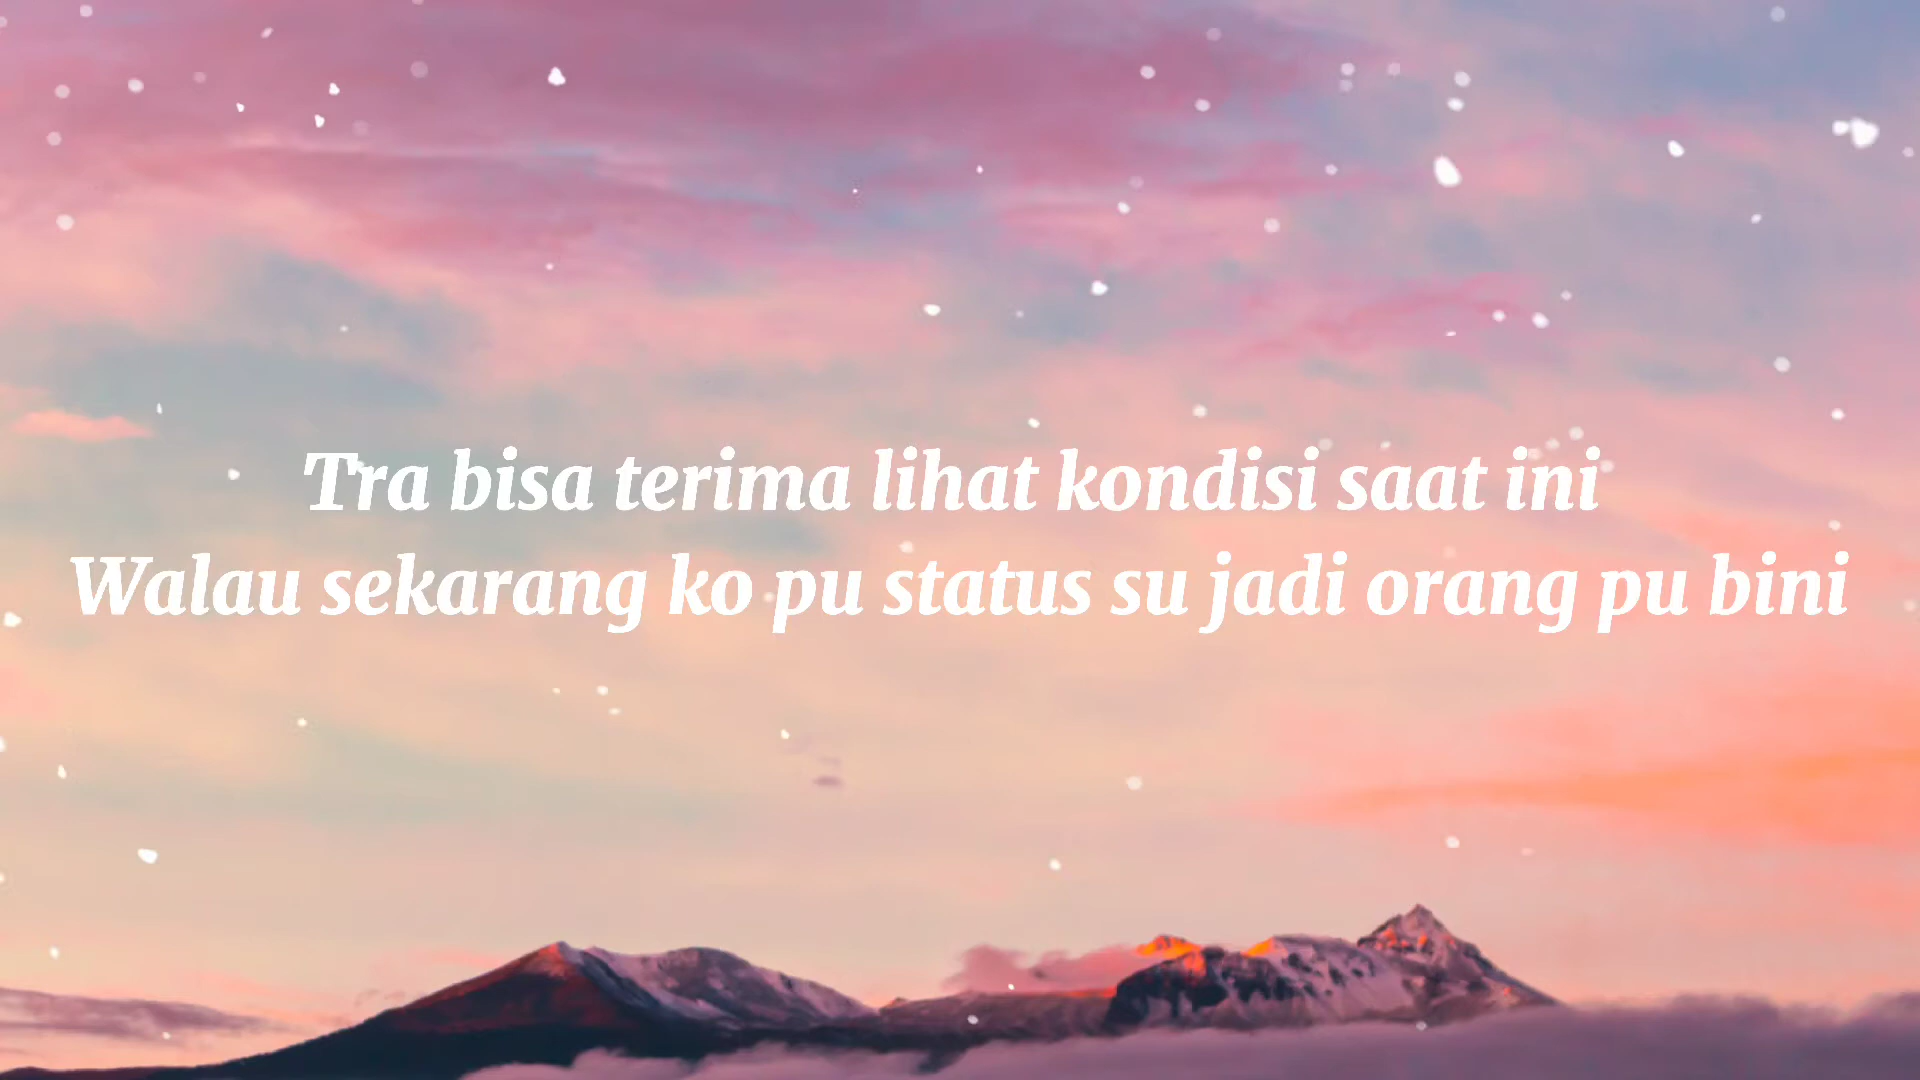 Tra bisa terima lihat kondisi saat ini
Walau sekarang ko pu status su jadi orang pu bini